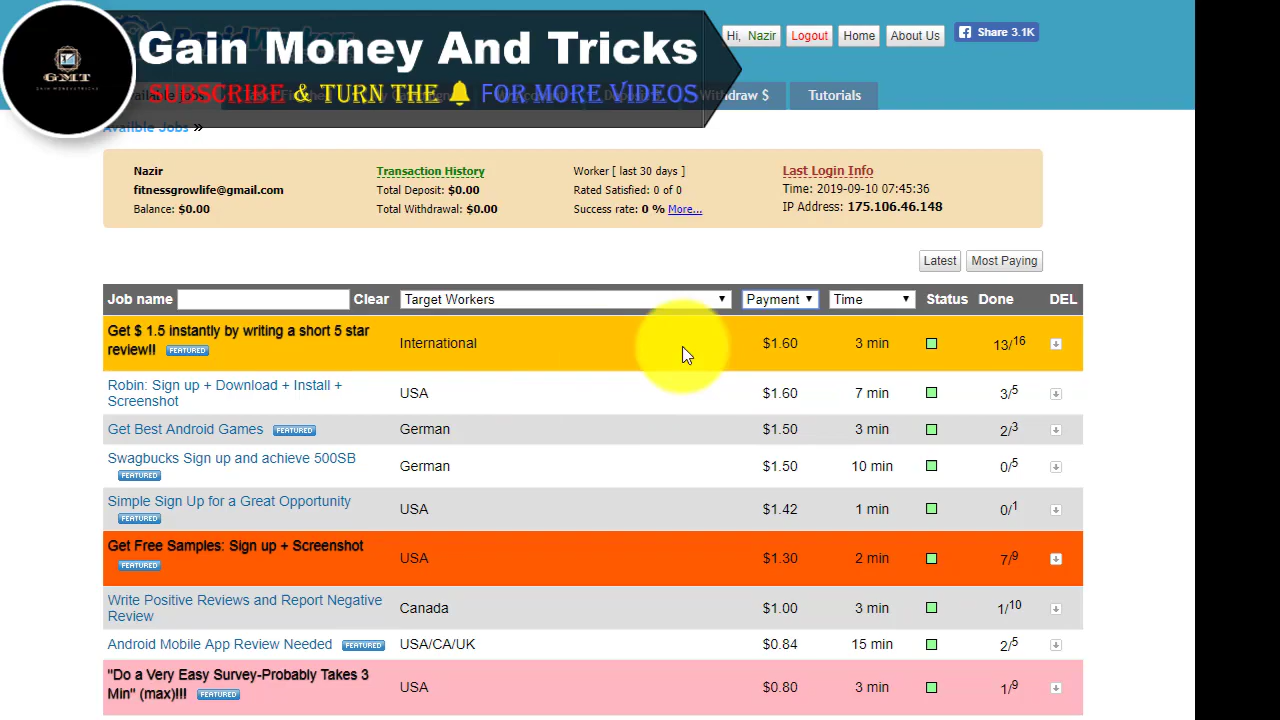 Gain Money And Tricks
SUBSCRIBE & TURN THE FOR MORE VIDEOS
GMT
Hi, Nazir Logout Home About Us Share 3.1K
Withdraw $ Tutorials
Availble Jobs »
Nazir
fitnessgrowlife@gmail.com
Balance: $0.00
Transaction History
Total Deposit: $0.00
Total Withdrawal: $0.00
Worker [ last 30 days ]
Rated Satisfied: 0 of 0
Success rate: 0 % More...
Last Login Info
Time: 2019-09-10 07:45:36
IP Address: 175.106.46.148
Latest Most Paying
Job name Clear Target Workers Payment Time Status Done DEL
Get $ 1.5 instantly by writing a short 5 star
review!! FEATURED
International $1.60 3 min 13/16
Robin: Sign up + Download + Install +
Screenshot
USA $1.60 7 min 3/5
Get Best Android Games FEATURED German $1.50 3 min 2/3
Swagbucks Sign up and achieve 500SB
FEATURED
German $1.50 10 min 0/5
Simple Sign Up for a Great Opportunity
FEATURED
USA $1.42 1 min 0/1
Get Free Samples: Sign up + Screenshot
FEATURED
USA $1.30 2 min 7/9
Write Positive Reviews and Report Negative
Review
Canada $1.00 3 min 1/10
Android Mobile App Review Needed FEATURED USA/CA/UK $0.84 15 min 2/5
"Do a Very Easy Survey-Probably Takes 3
Min" (max)!!! FEATURED
USA $0.80 3 min 1/9